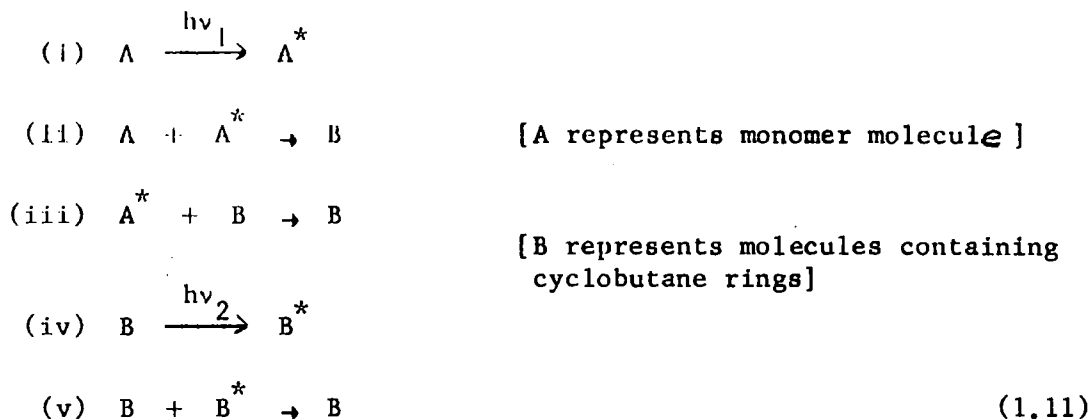 (i) A hν1 → A*
(ii) A + A* → B [A represents monomer molecule ]
(iii) A* + B → B
[B represents molecules containing
cyclobutane rings]
(iv) B hν2 → B*
(v) B + B* → B (1.11)